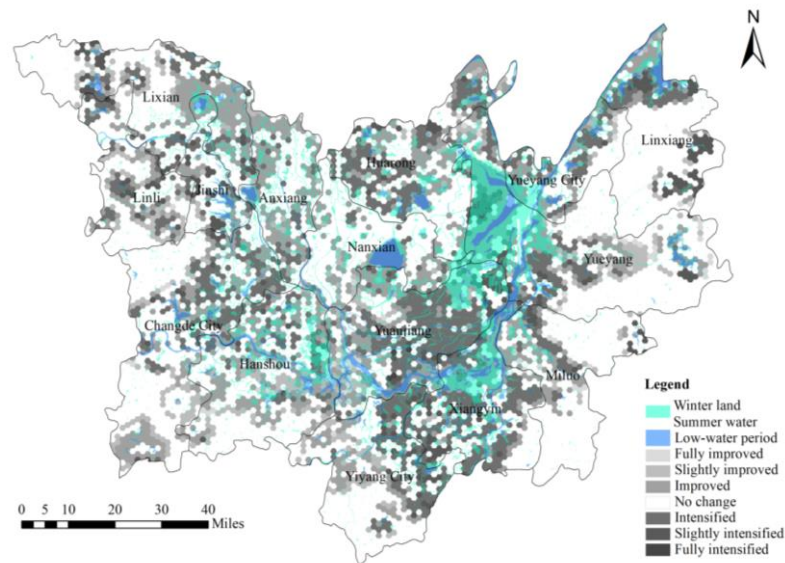 N
Lixian
Linxiang
Huarong
Yueyang City
Linli
Jinshi
Anxiang
Nanxian
Yueyang
Changde City
Yuanjiang
Hanshou
Miluo
Xiangyin
Yiyang City
Legend
Winter land
Summer water
Low-water period
Fully improved
Slightly improved
Improved
No change
Intensified
Slightly intensified
Fully intensified
0 5 10 20 30 40
Miles